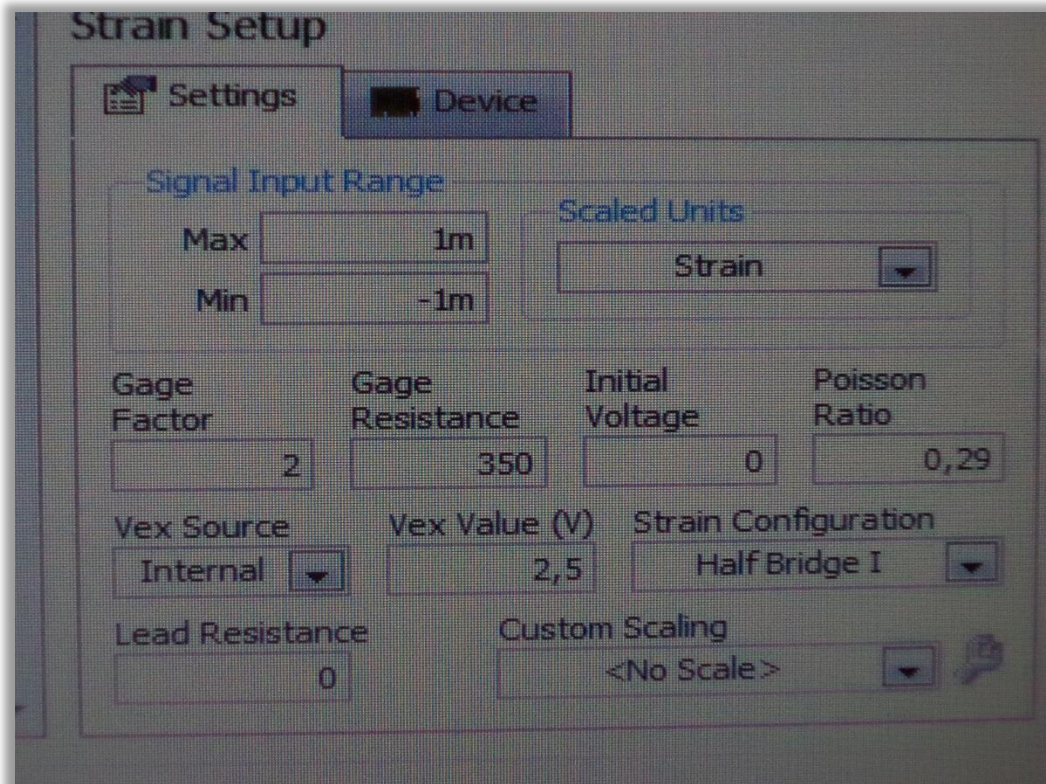 Strain Setup
Settings
Device
Signal Input Range
Max
1m
Min
-1m
Scaled Units
Strain
Gage
Factor
2
Gage
Resistance
350
Initial
Voltage
0
Poisson
Ratio
0,29
Vex Source
Internal
Vex Value (V)
2,5
Strain Configuration
Half Bridge I
Lead Resistance
0
Custom Scaling
<No Scale>